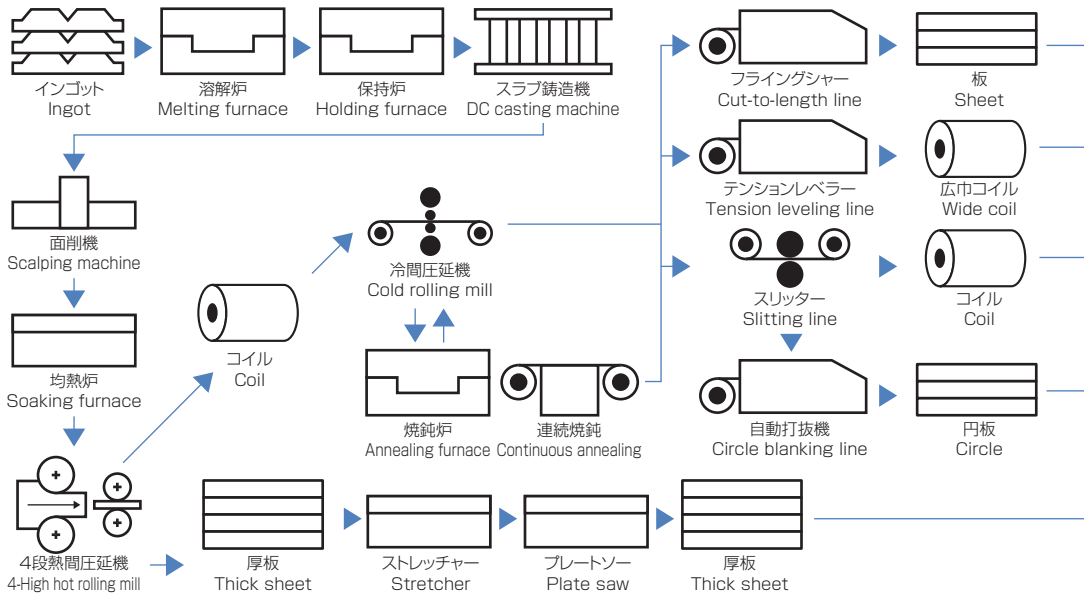 インゴット
Ingot
溶解炉
Melting furnace
保持炉
Holding furnace
スラブ鋳造機
DC casting machine
フライングシャー
Cut-to-length line
板
Sheet
テンションレベラー
Tension leveling line
広巾コイル
Wide coil
面削機
Scalping machine
冷間圧延機
Cold rolling mill
スリッター
Slitting line
コイル
Coil
コイル
Coil
均熱炉
Soaking furnace
焼鈍炉
Annealing furnace
連続焼鈍
Continuous annealing
自動打抜機
Circle blanking line
円板
Circle
4段熱間圧延機
4-High hot rolling mill
厚板
Thick sheet
ストレッチャー
Stretcher
プレートソー
Plate saw
厚板
Thick sheet